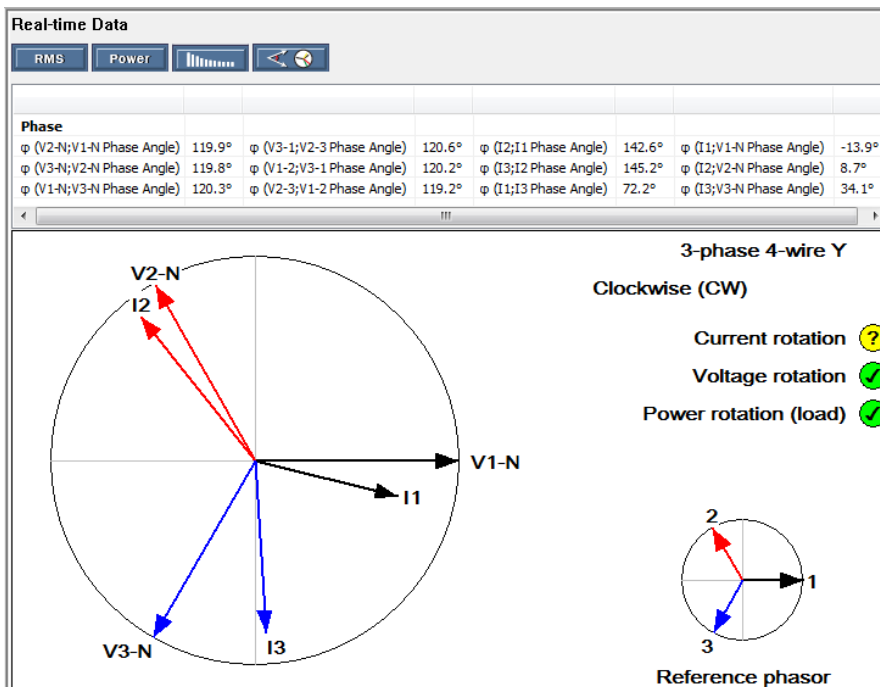 Real-time Data
RMS Power
Phase
φ (V2-N;V1-N Phase Angle) 119.9° φ (V3-1;V2-3 Phase Angle) 120.6° φ (I2;I1 Phase Angle) 142.6° φ (I1;V1-N Phase Angle) -13.9°
φ (V3-N;V2-N Phase Angle) 119.8° φ (V1-2;V3-1 Phase Angle) 120.2° φ (I3;I2 Phase Angle) 145.2° φ (I2;V2-N Phase Angle) 8.7°
φ (V1-N;V3-N Phase Angle) 120.3° φ (V2-3;V1-2 Phase Angle) 119.2° φ (I1;I3 Phase Angle) 72.2° φ (I3;V3-N Phase Angle) 34.1°
3-phase 4-wire Y
Clockwise (CW)
Current rotation ?
Voltage rotation ✓
Power rotation (load) ✓
V2-N
I2
V1-N
I1
V3-N
I3
2
1
3
Reference phasor